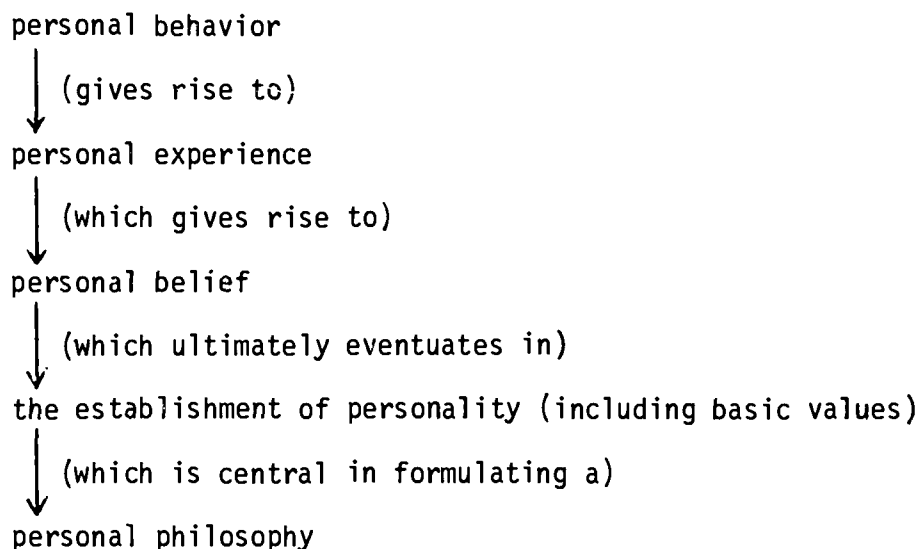 personal behavior
(gives rise to)
personal experience
(which gives rise to)
personal belief
(which ultimately eventuates in)
the establishment of personality (including basic values)
(which is central in formulating a)
personal philosophy